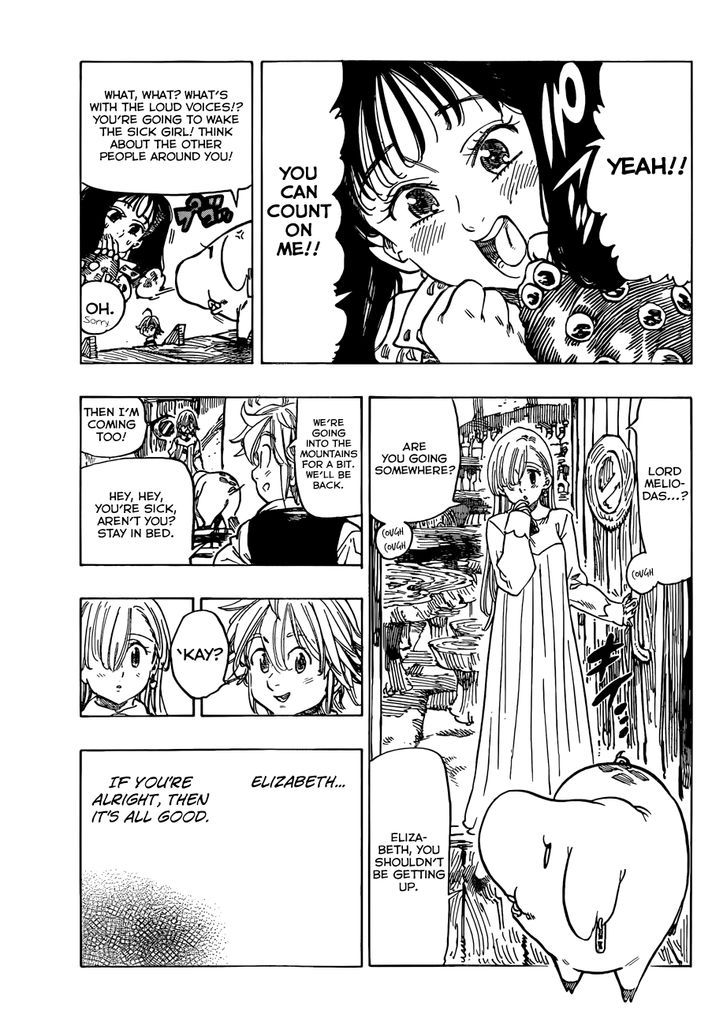 YEAH!!
YOU
CAN
COUNT
ON
ME!!
WHAT, WHAT? WHAT'S
WITH THE LOUD VOICES!?
YOU'RE GOING TO WAKE
THE SICK GIRL! THINK
ABOUT THE OTHER
PEOPLE AROUND YOU!
OH.
Sorry
LORD
MELIO-
DAS...?
COUGH
ARE
YOU GOING
SOMEWHERE?
COUGH
COUGH
ELIZA-
BETH, YOU
SHOULDN'T
BE GETTING
UP.
WE'RE
GOING
INTO THE
MOUNTAINS
FOR A BIT.
WE'LL BE
BACK.
THEN I'M
COMING
TOO!
HEY, HEY,
YOU'RE SICK,
AREN'T YOU?
STAY IN BED.
'KAY?
ELIZABETH...
IF YOU'RE
ALRIGHT, THEN
IT'S ALL GOOD.